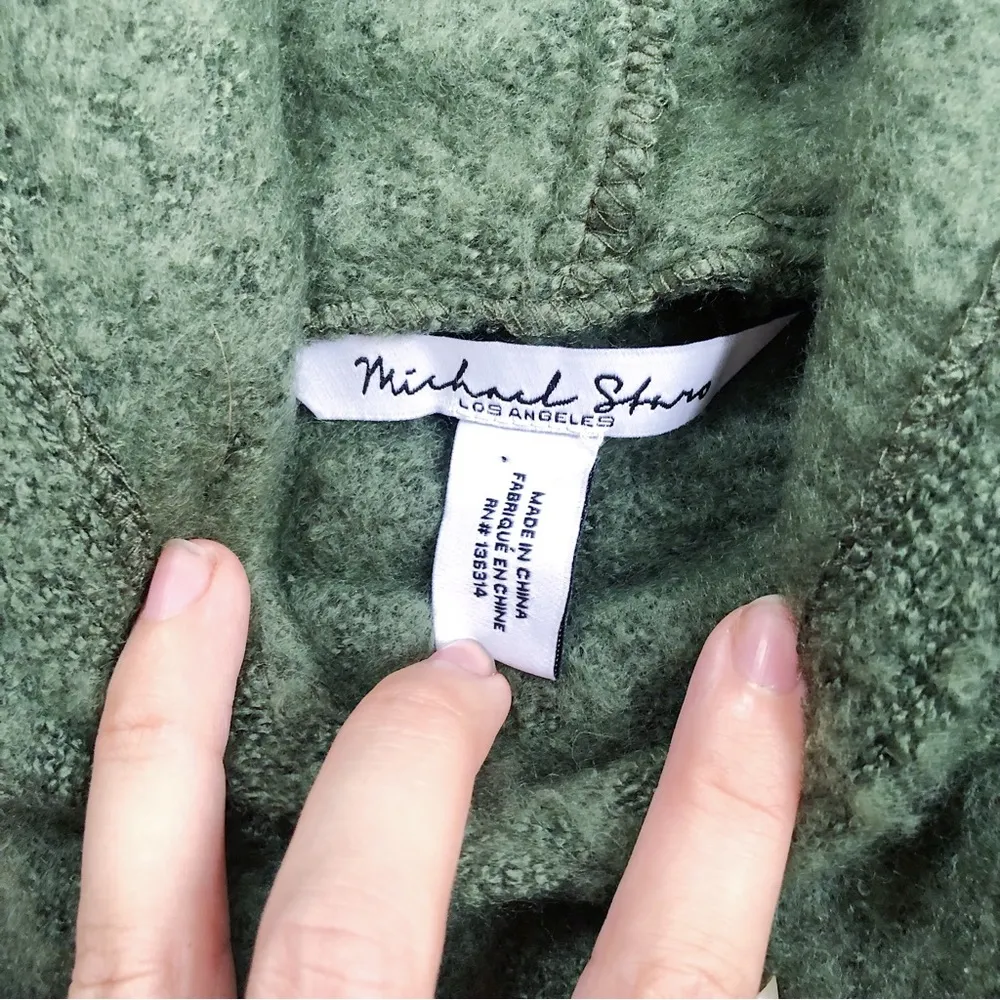 Michael Stars
LOS ANGELES
MADE IN CHINA
FABRIQUÉ EN CHINE
RN# 136314